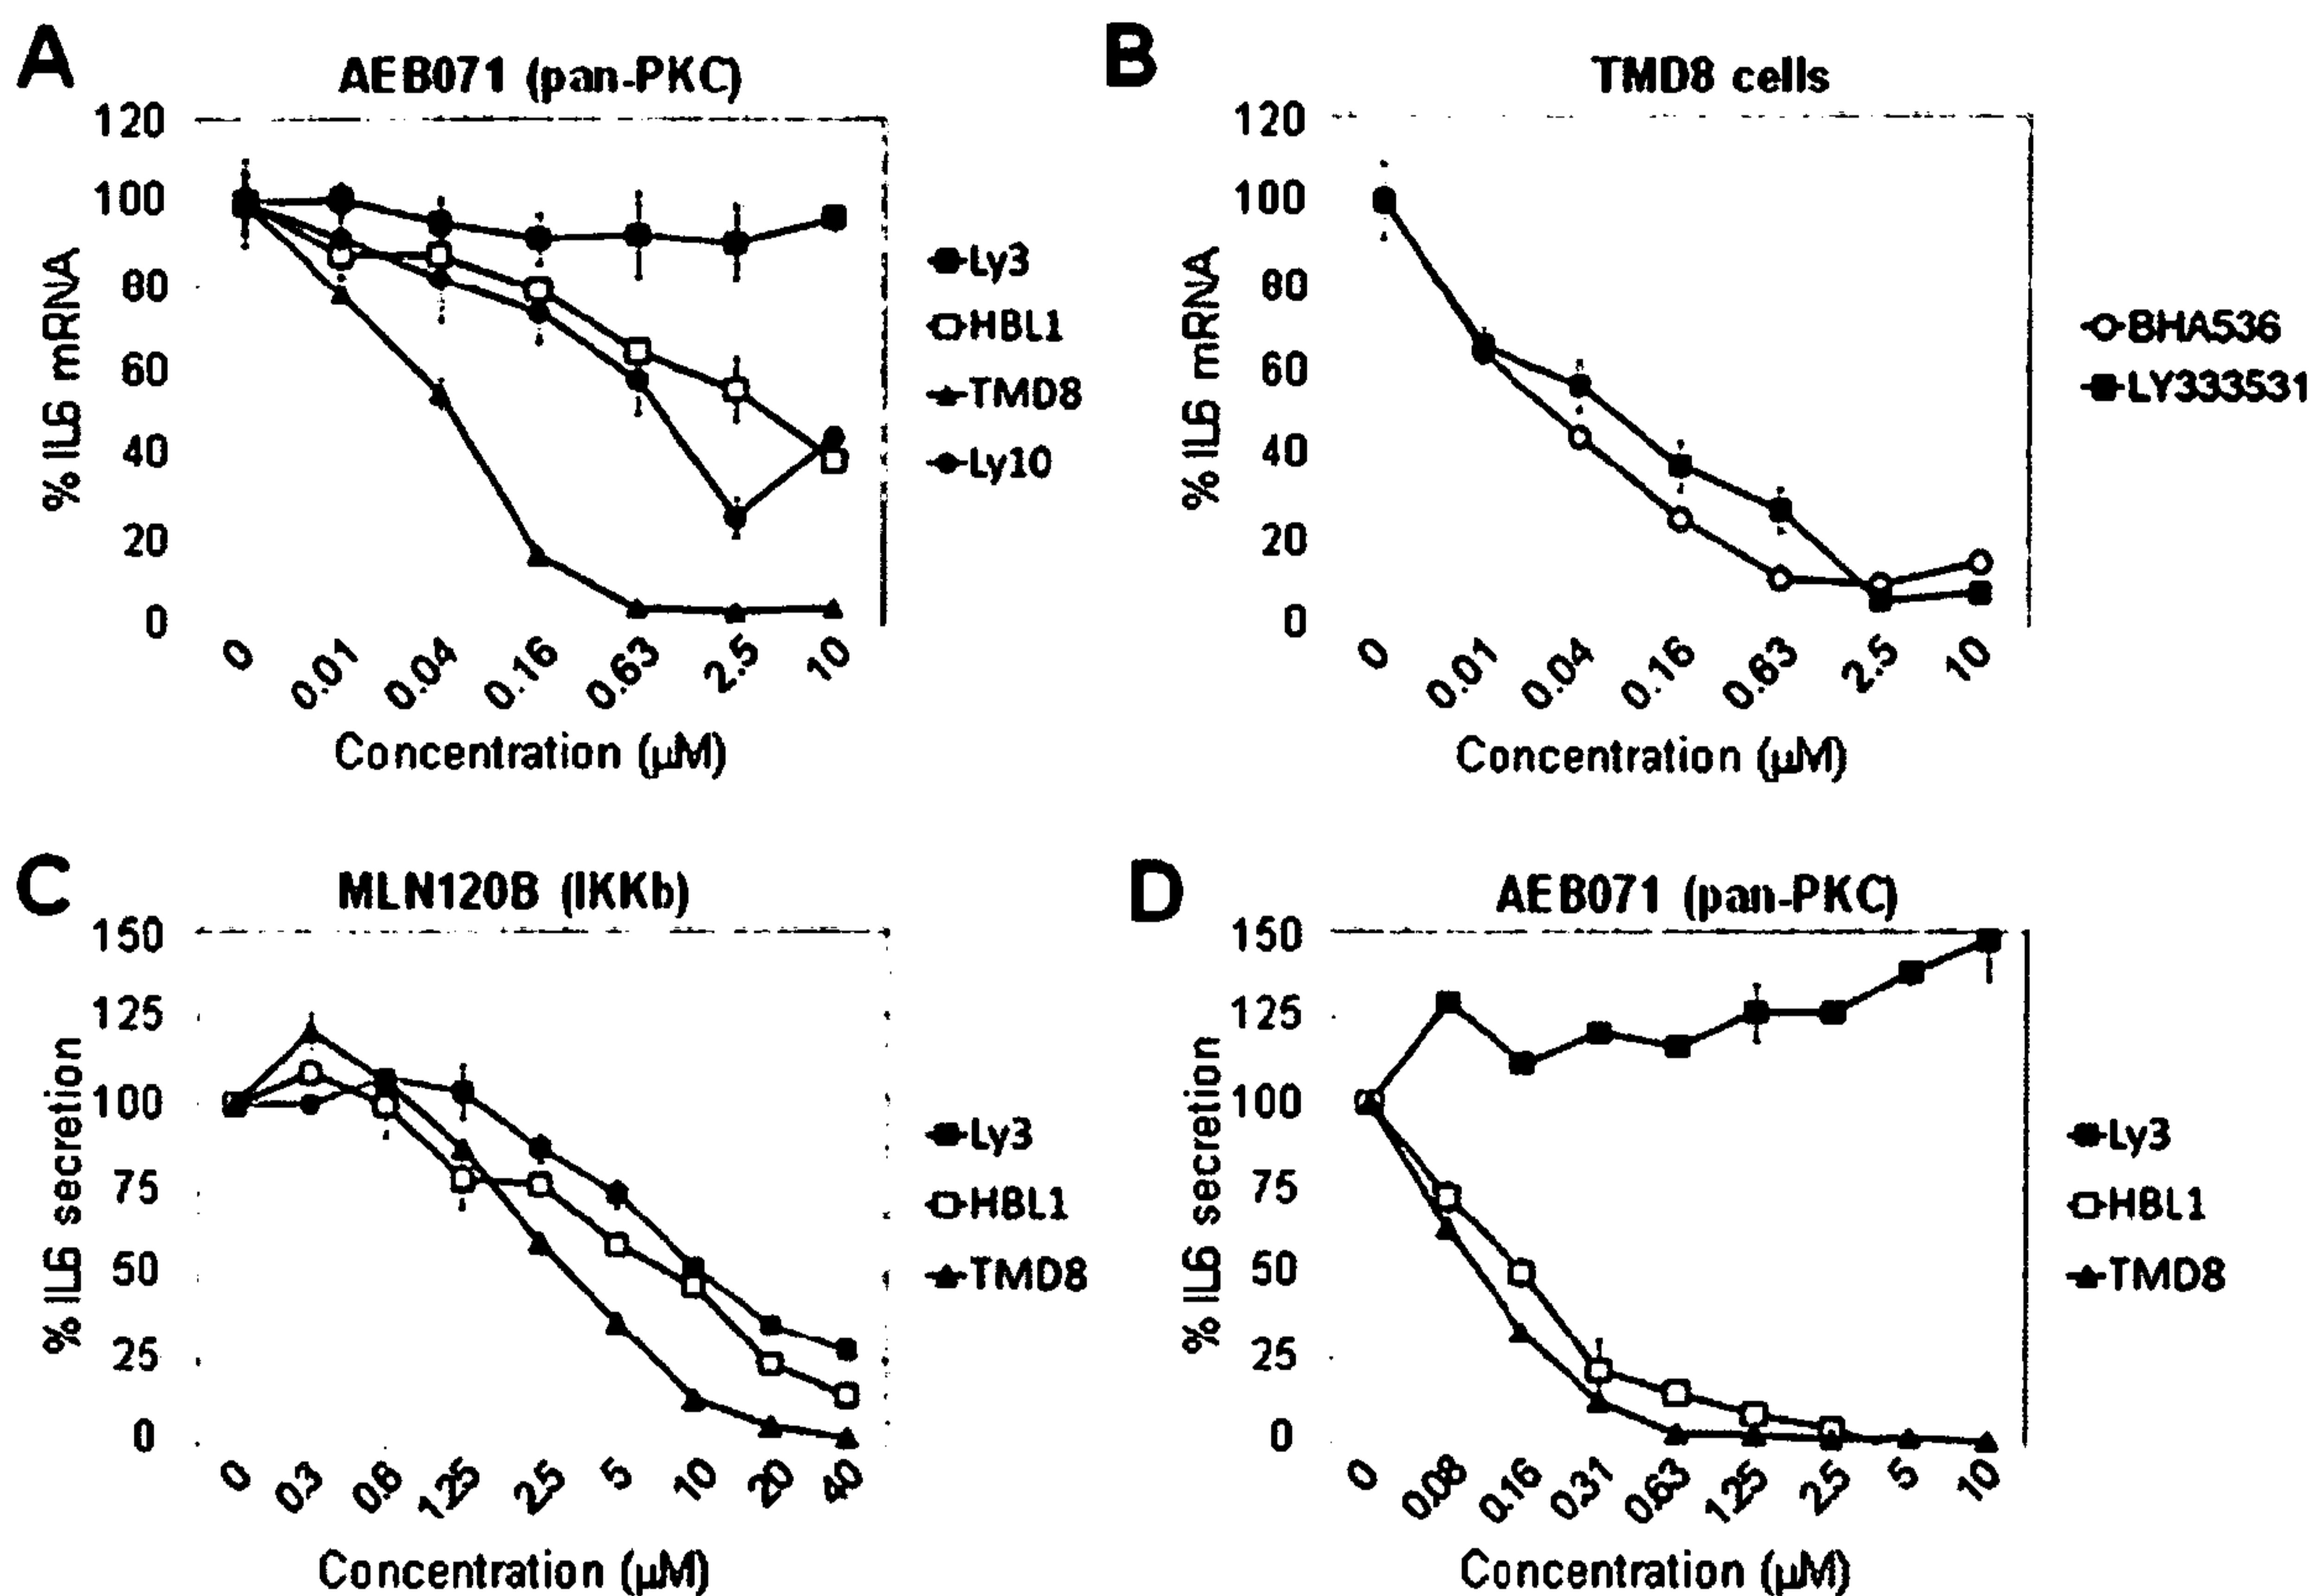 A
AEB071 (pan-PKC)
% IL6 mRNA
120
100
80
60
40
20
0
0 0.01 0.04 0.16 0.63 2.5 10
Concentration (µM)
Ly3
HBL1
TMD8
Ly10
B
TMD8 cells
% IL6 mRNA
120
100
80
60
40
20
0
0 0.01 0.04 0.16 0.63 2.5 10
Concentration (µM)
BHA536
LY333531
C
MLN120B (IKKb)
% IL6 secretion
150
125
100
75
50
25
0
0 0.3 0.6 1.25 2.5 5 10 20 40
Concentration (µM)
Ly3
HBL1
TMD8
D
AEB071 (pan-PKC)
% IL6 secretion
150
125
100
75
50
25
0
0 0.08 0.16 0.31 0.63 1.25 2.5 5 10
Concentration (µM)
Ly3
HBL1
TMD8